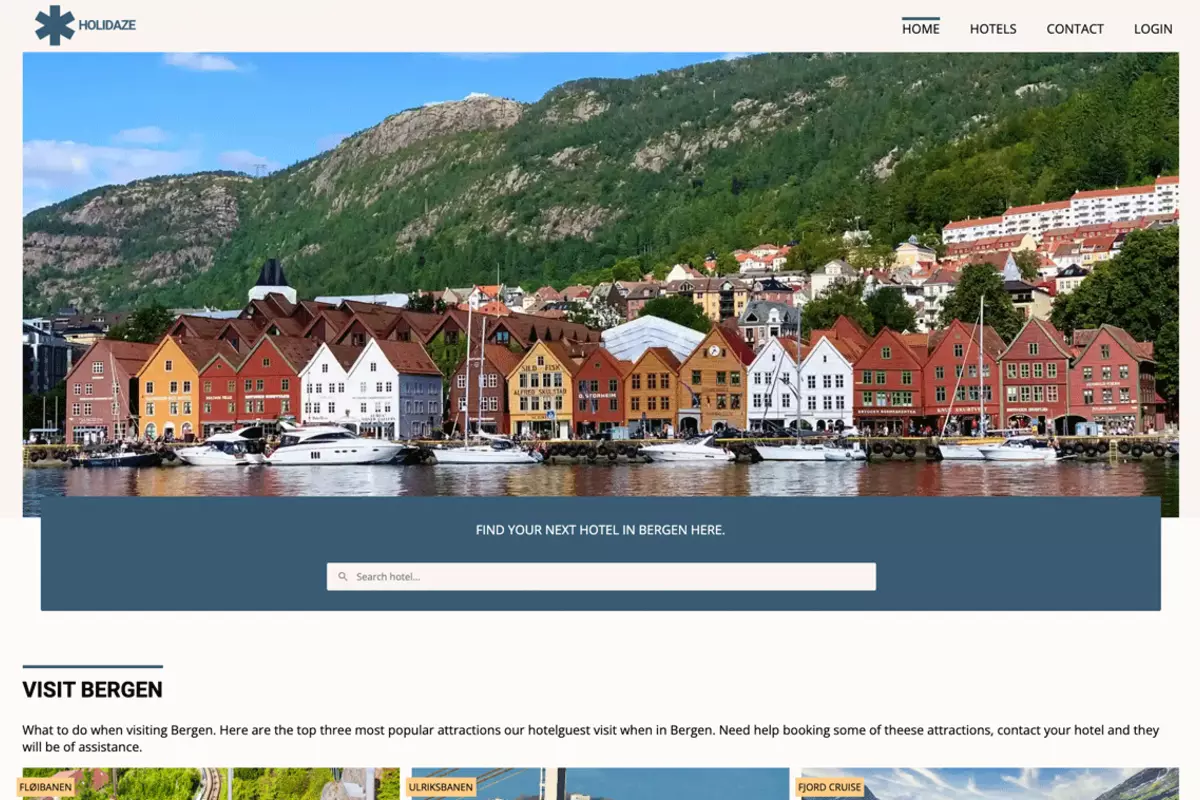 HOLIDAZE
HOME
HOTELS
CONTACT
LOGIN
SILD FISK
FIND YOUR NEXT HOTEL IN BERGEN HERE.
Search hotel...
VISIT BERGEN
What to do when visiting Bergen. Here are the top three most popular attractions our hotelguest visit when in Bergen. Need help booking some of theese attractions, contact your hotel and they
will be of assistance.
FLØIBANEN
ULRIKSBANEN
FJORD CRUISE